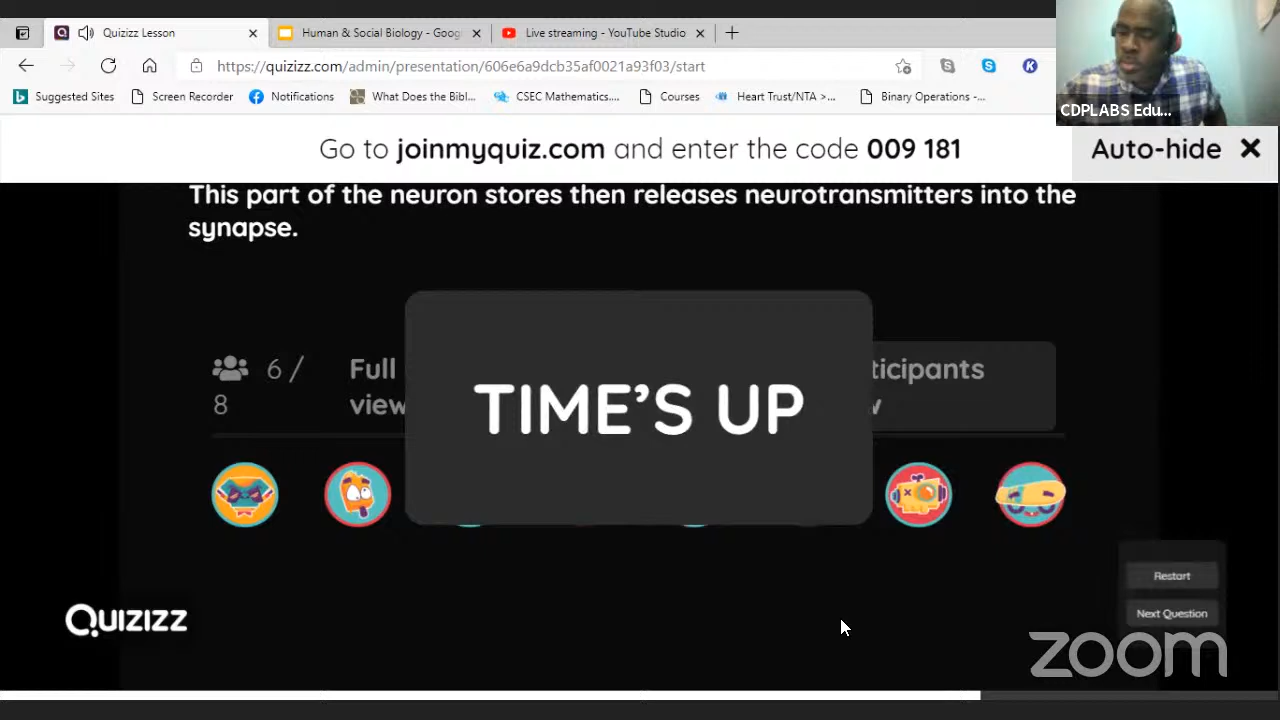 Quizizz Lesson
Human & Social Biology - Goog
Live streaming - YouTube Studio
https://quizizz.com/admin/presentation/606e6a9dcb35af0021a93f03/start
Suggested Sites
Screen Recorder
Notifications
What Does the Bibl...
CSEC Mathematics....
Courses
Heart Trust/NTA >...
Binary Operations -...
CDPLABS Edu...
Go to joinmyquiz.com and enter the code 009 181
Auto-hide
This part of the neuron stores then releases neurotransmitters into the
synapse.
6 /
8
Full
view
ticipants
TIME'S UP
Restart
Next Question
Quizizz
zoom